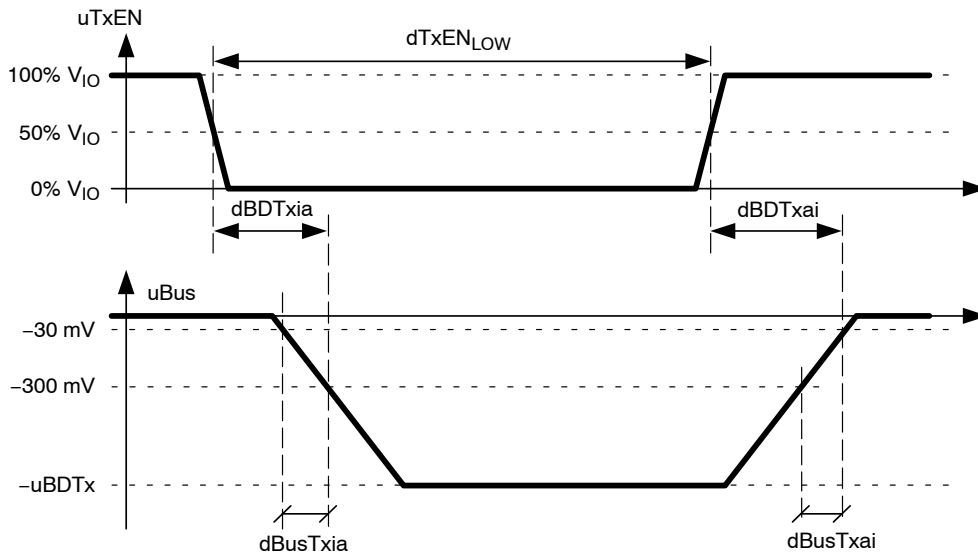 uTxEN
dTxEN_LOW
100% V_IO
50% V_IO
0% V_IO
dBDTxia
dBDTxai
uBus
–30 mV
–300 mV
–uBDTx
dBusTxia
dBusTxai